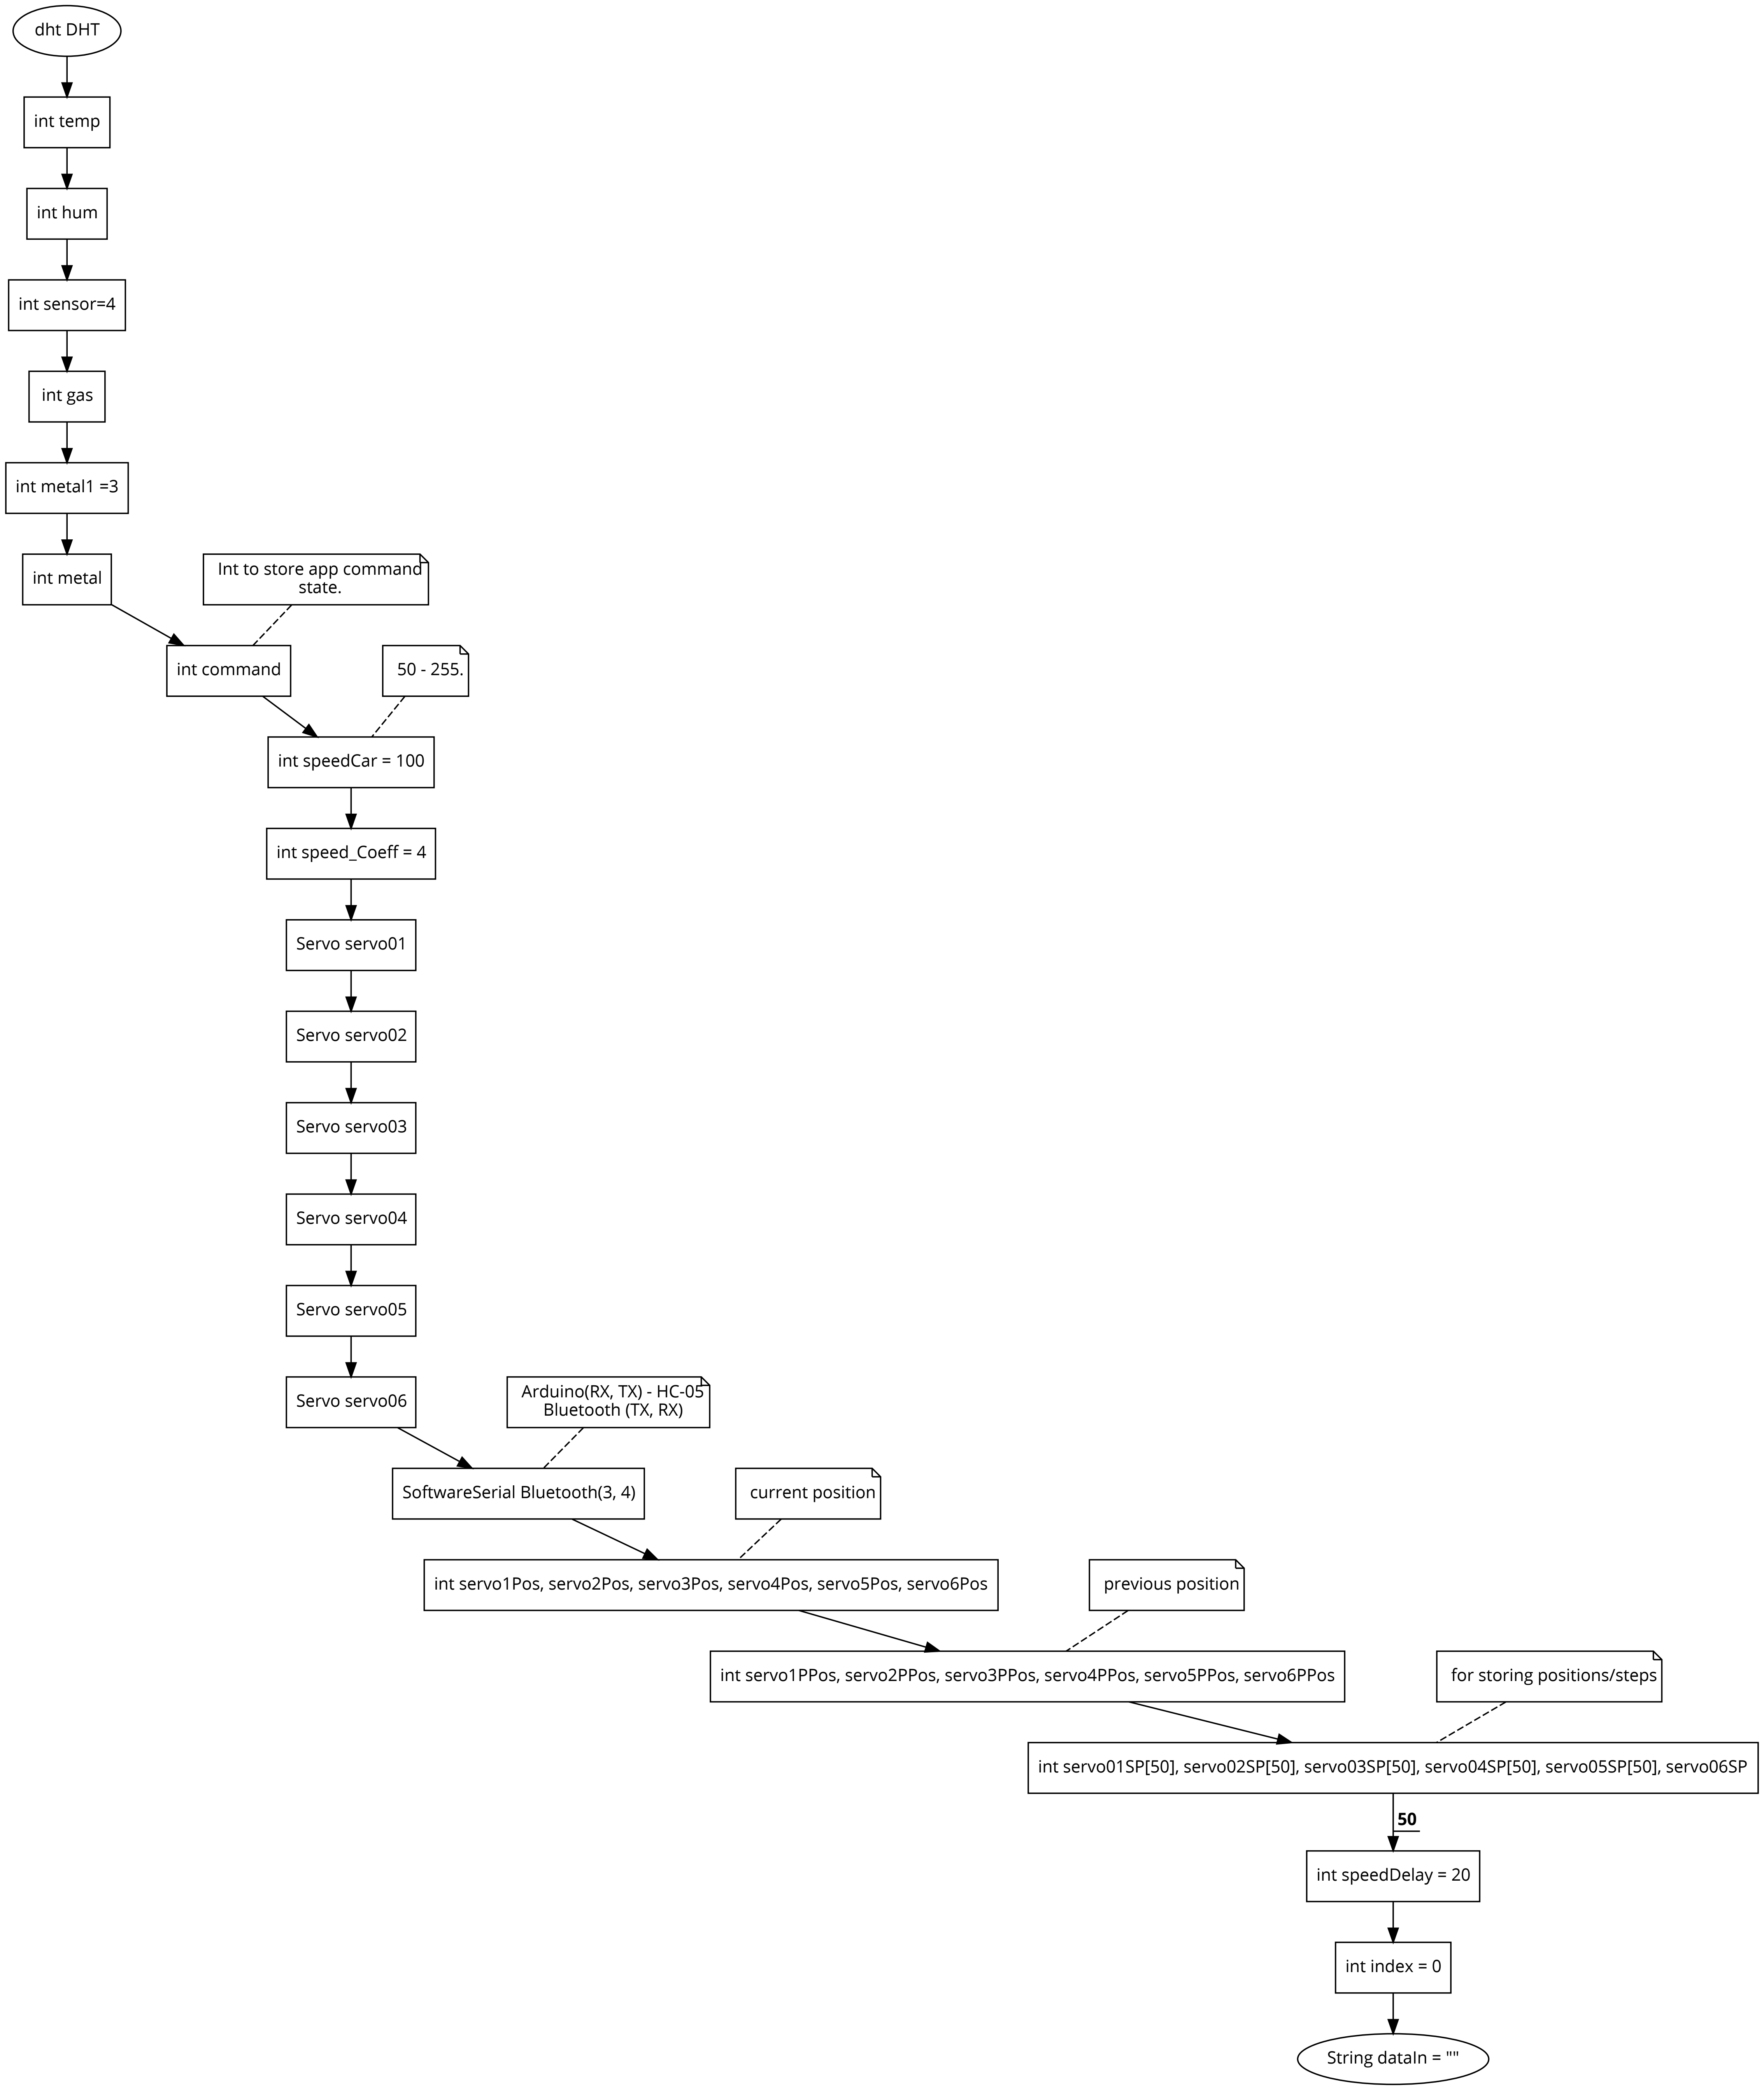 dht DHT
int temp
int hum
int sensor=4
int gas
int metal1 =3
int metal
Int to store app command
state.
int command
50 - 255.
int speedCar = 100
int speed_Coeff = 4
Servo servo01
Servo servo02
Servo servo03
Servo servo04
Servo servo05
Servo servo06
Arduino(RX, TX) - HC-05
Bluetooth (TX, RX)
SoftwareSerial Bluetooth(3, 4)
current position
int servo1Pos, servo2Pos, servo3Pos, servo4Pos, servo5Pos, servo6Pos
previous position
int servo1PPos, servo2PPos, servo3PPos, servo4PPos, servo5PPos, servo6PPos
for storing positions/steps
int servo01SP[50], servo02SP[50], servo03SP[50], servo04SP[50], servo05SP[50], servo06SP
50
int speedDelay = 20
int index = 0
String dataIn = ""